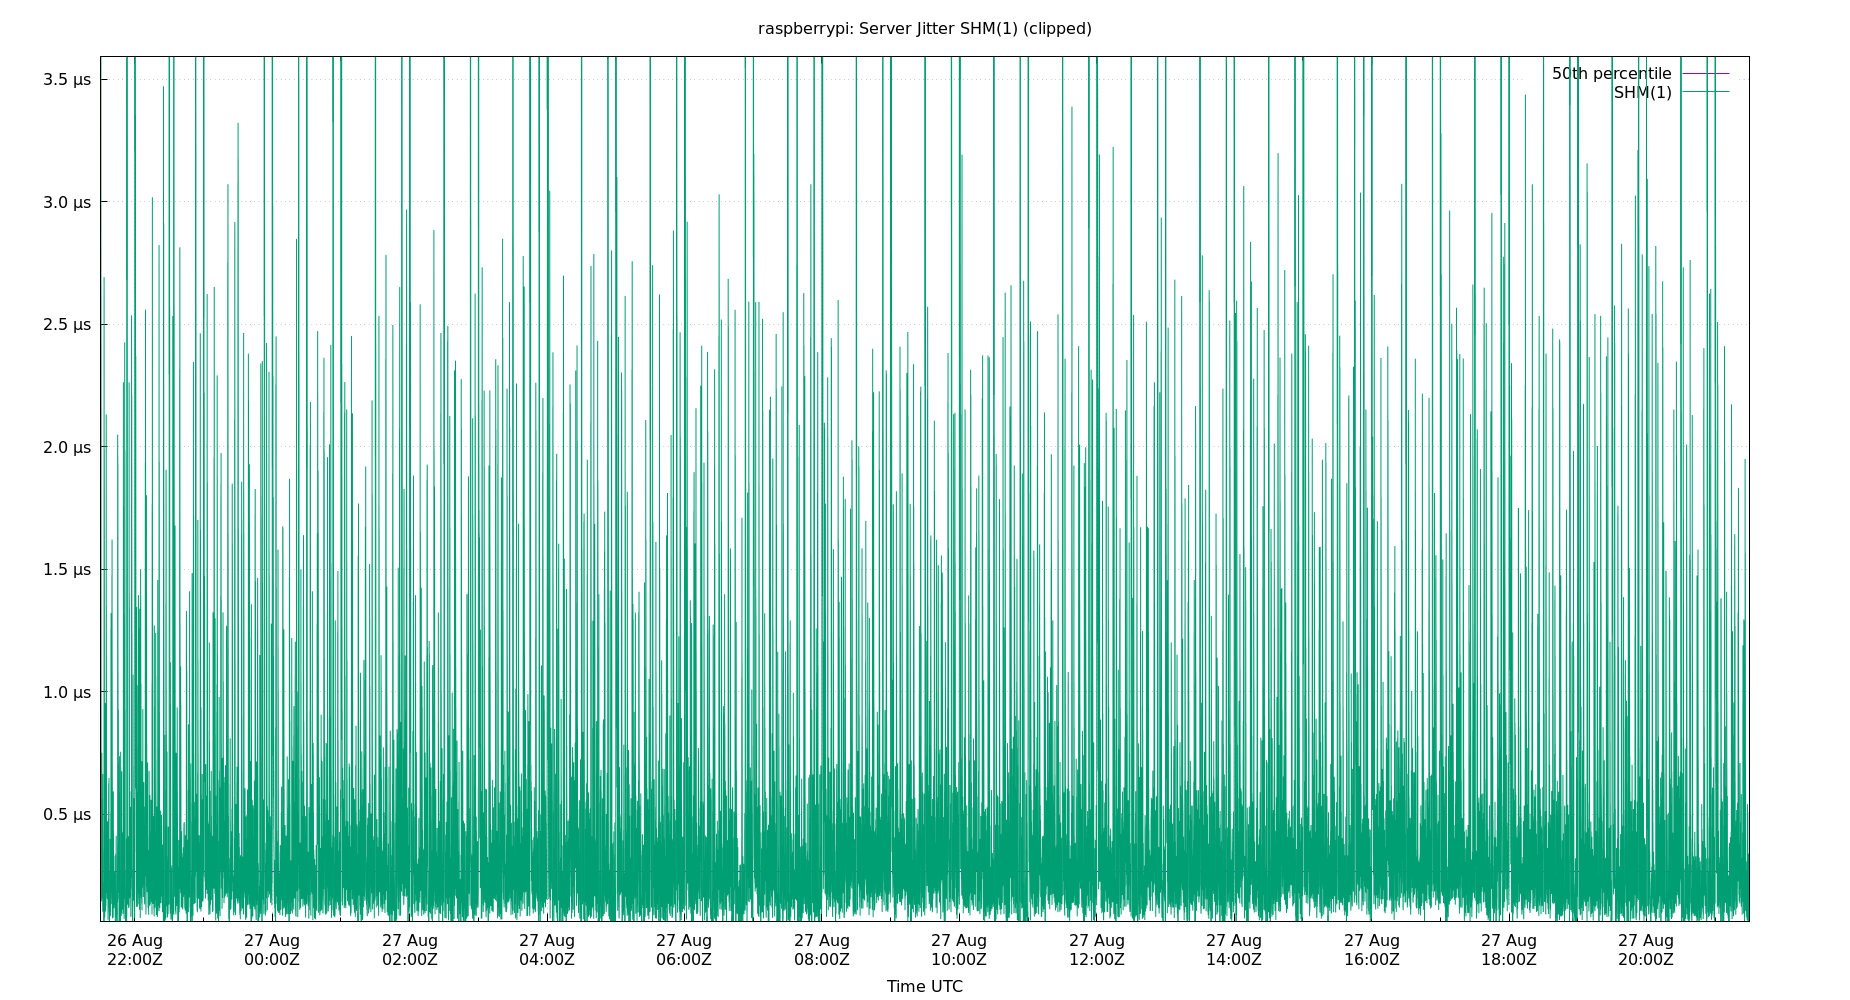 raspberrypi: Server Jitter SHM(1) (clipped)
3.5 µs
3.0 µs
2.5 µs
2.0 µs
1.5 µs
1.0 µs
0.5 µs
50th percentile
SHM(1)
26 Aug 27 Aug 27 Aug 27 Aug 27 Aug 27 Aug 27 Aug 27 Aug 27 Aug 27 Aug 27 Aug 27 Aug
22:00Z 00:00Z 02:00Z 04:00Z 06:00Z 08:00Z 10:00Z 12:00Z 14:00Z 16:00Z 18:00Z 20:00Z
Time UTC